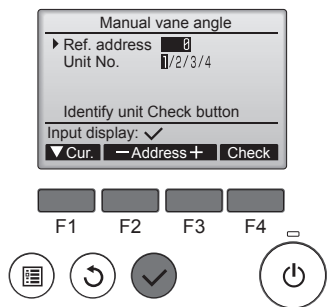 Manual vane angle
Ref. address 0
Unit No. 1/2/3/4
Identify unit Check button
Input display: ✓
▼Cur. −Address+ Check
F1 F2 F3 F4